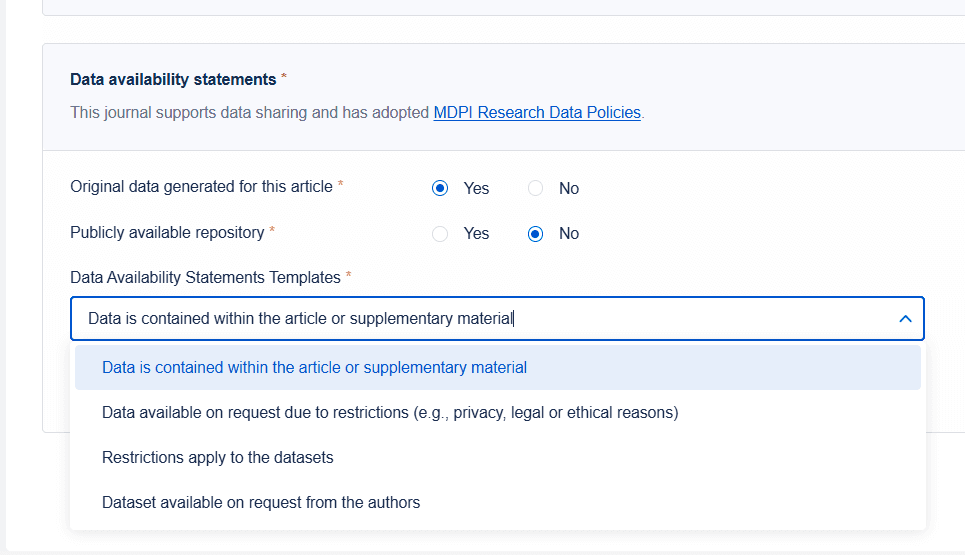 Data availability statements *
This journal supports data sharing and has adopted MDPI Research Data Policies.
Original data generated for this article * Yes No
Publicly available repository * Yes No
Data Availability Statements Templates *
Data is contained within the article or supplementary material
Data is contained within the article or supplementary material
Data available on request due to restrictions (e.g., privacy, legal or ethical reasons)
Restrictions apply to the datasets
Dataset available on request from the authors